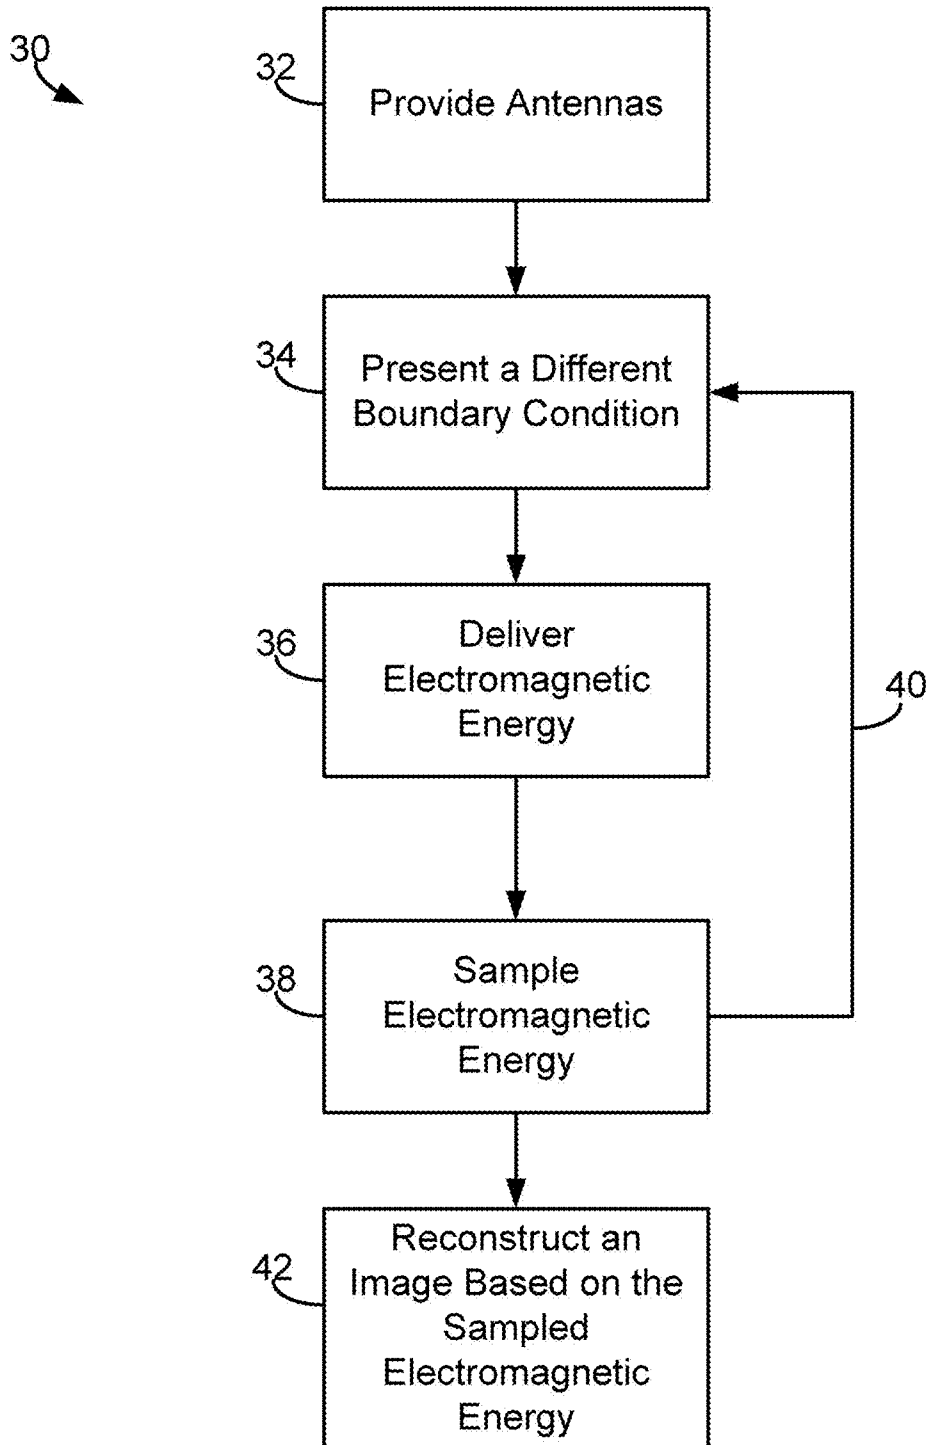 30
32
Provide Antennas
34
Present a Different
Boundary Condition
36
Deliver
Electromagnetic
Energy
40
38
Sample
Electromagnetic
Energy
42
Reconstruct an
Image Based on the
Sampled
Electromagnetic
Energy